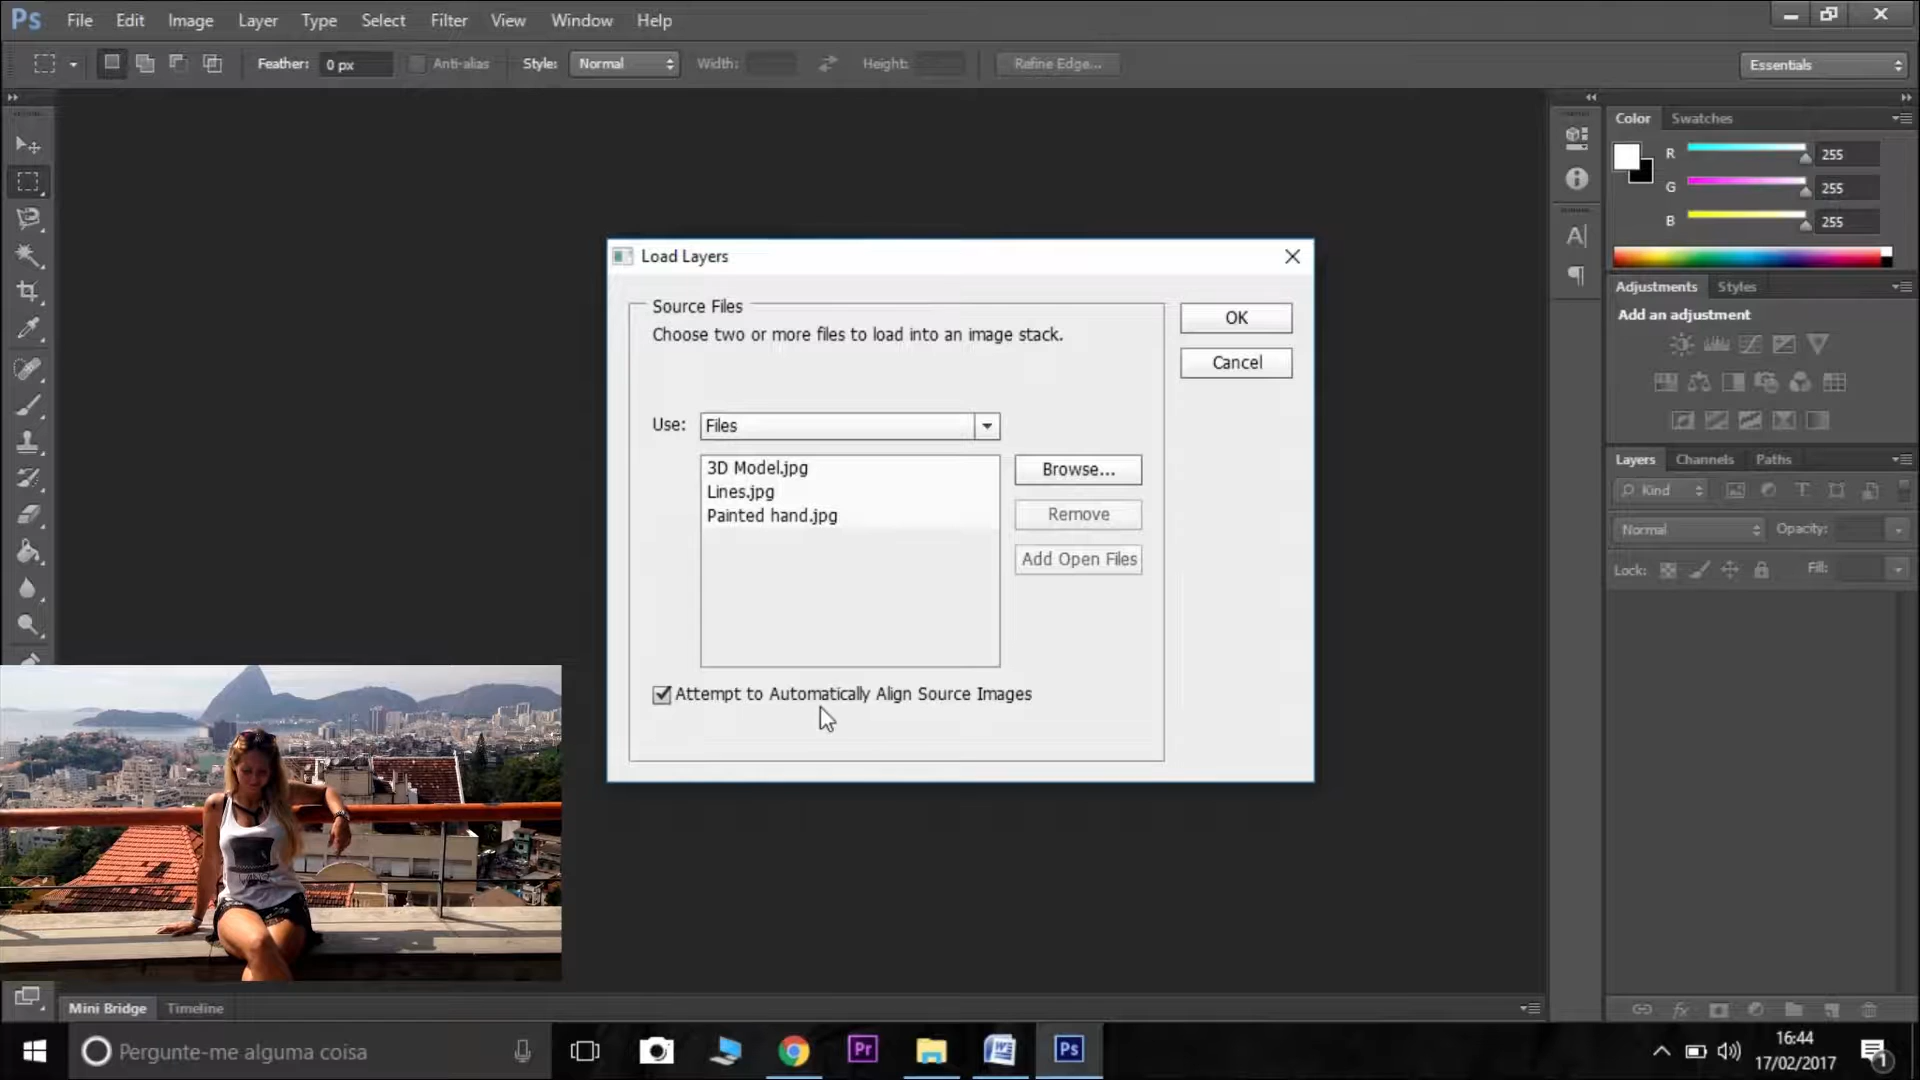 Ps File Edit Image Layer Type Select Filter View Window Help
Feather: 0 px Anti-alias Style: Normal Width: Height: Refine Edge... Essentials
Color Swatches
R 255
G 255
B 255
Adjustments Styles
Add an adjustment
Layers Channels Paths
Kind
Normal Opacity:
Lock: Fill:
Load Layers
Source Files
Choose two or more files to load into an image stack.
OK
Cancel
Use: Files
3D Model.jpg
Lines.jpg
Painted hand.jpg
Browse...
Remove
Add Open Files
Attempt to Automatically Align Source Images
Mini Bridge Timeline
Pergunte-me alguma coisa
Pr
Ps
16:44
17/02/2017
1